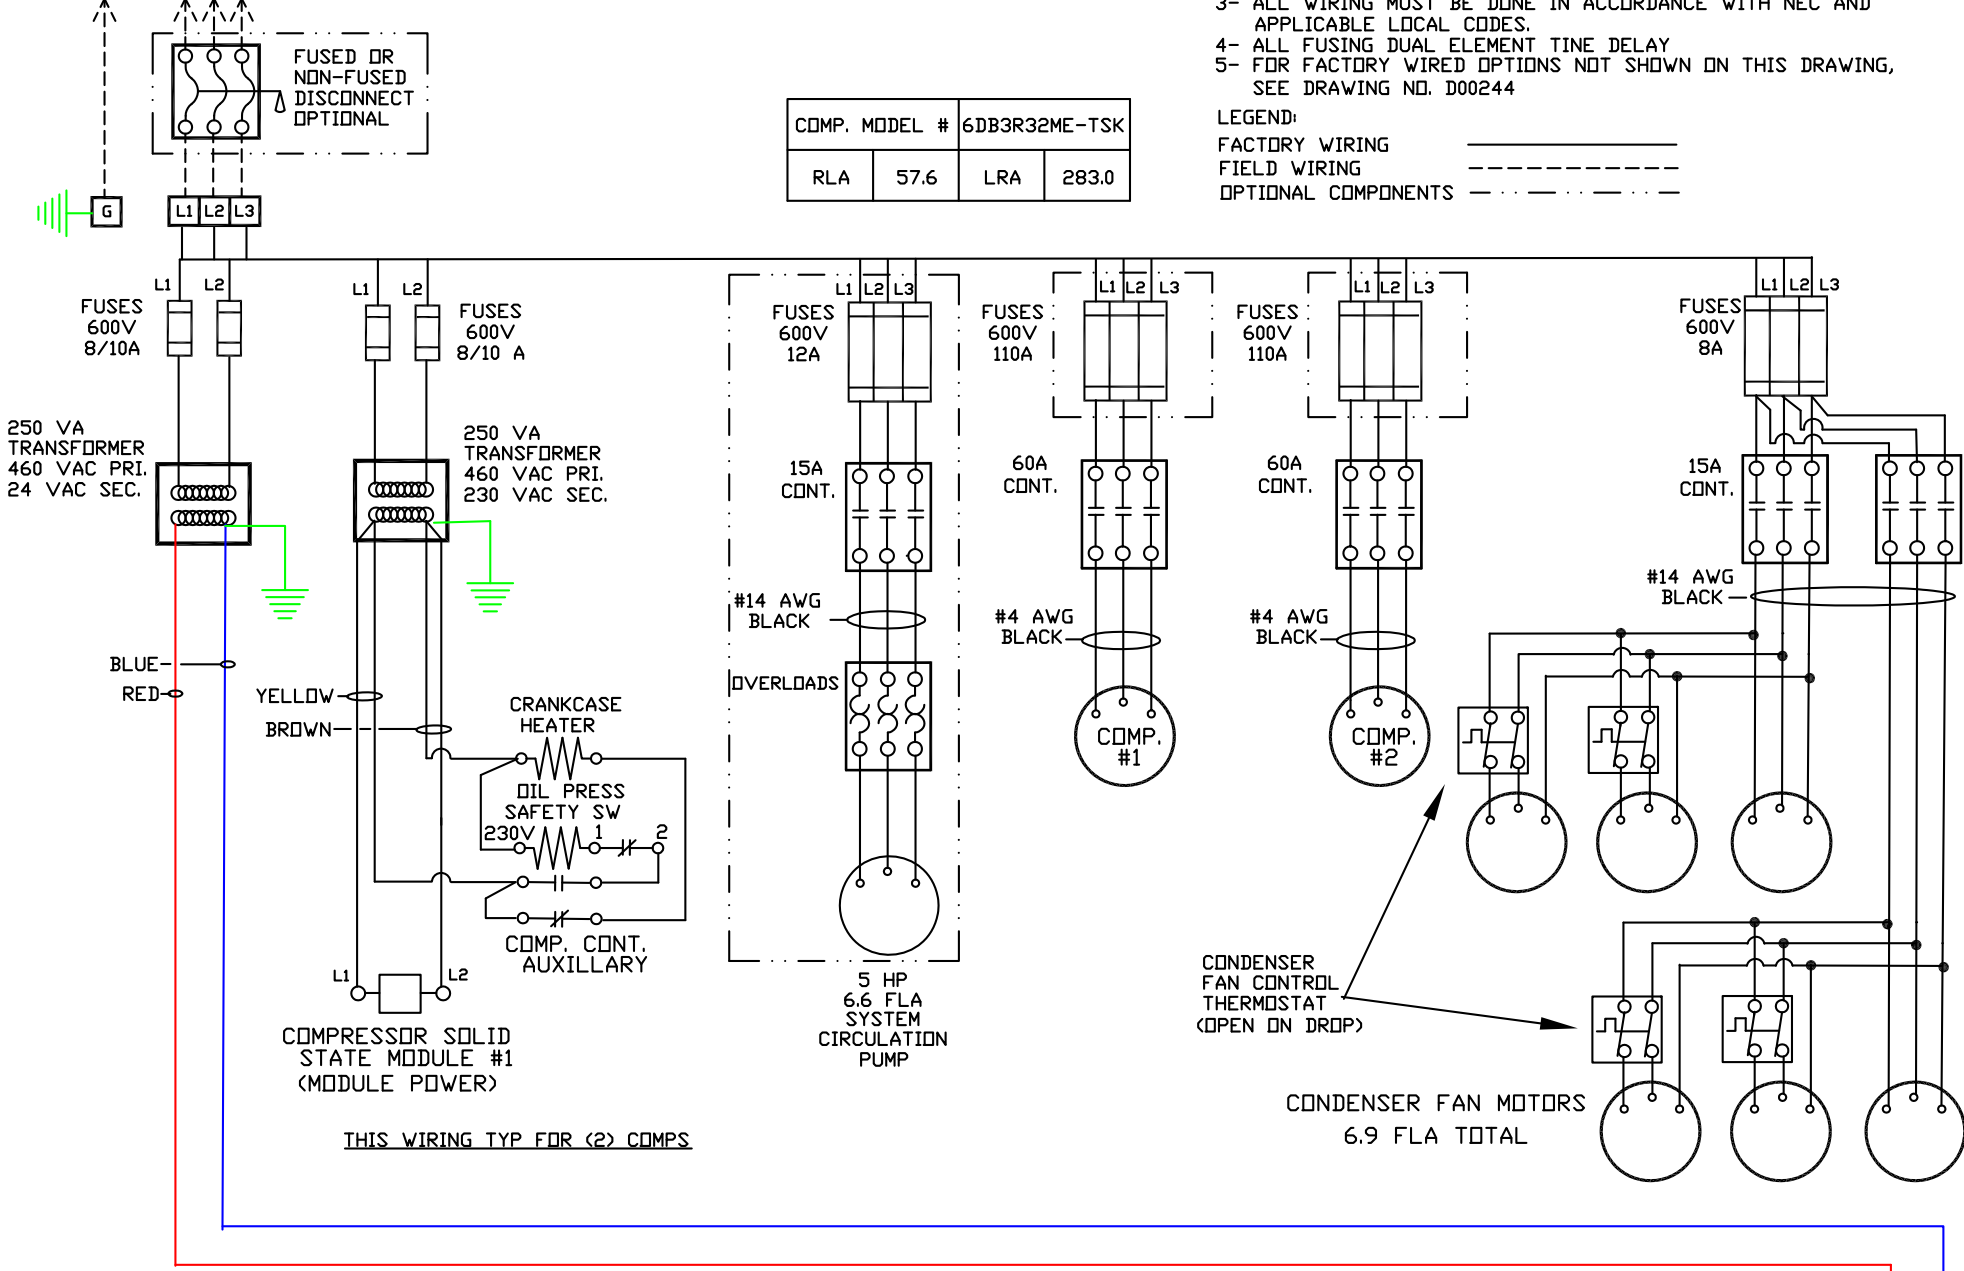 3- ALL WIRING MUST BE DONE IN ACCORDANCE WITH NEC AND
APPLICABLE LOCAL CODES.
4- ALL FUSING DUAL ELEMENT TINE DELAY
5- FOR FACTORY WIRED OPTIONS NOT SHOWN ON THIS DRAWING,
SEE DRAWING NO. D00244
LEGEND:
FACTORY WIRING
FIELD WIRING
OPTIONAL COMPONENTS
FUSED OR
NON-FUSED
DISCONNECT
OPTIONAL
COMP. MODEL # 6DB3R32ME-TSK
RLA 57.6 LRA 283.0
G
L1 L2 L3
L1 L2
FUSES
600V
8/10A
L1 L2
FUSES
600V
8/10 A
L1 L2 L3
FUSES
600V
12A
L1 L2 L3
FUSES
600V
110A
L1 L2 L3
FUSES
600V
110A
L1 L2 L3
FUSES
600V
8A
250 VA
TRANSFORMER
460 VAC PRI.
24 VAC SEC.
250 VA
TRANSFORMER
460 VAC PRI.
230 VAC SEC.
15A
CONT.
60A
CONT.
60A
CONT.
15A
CONT.
#14 AWG
BLACK
#4 AWG
BLACK
#4 AWG
BLACK
#14 AWG
BLACK
BLUE
RED
YELLOW
BROWN
OVERLOADS
CRANKCASE
HEATER
OIL PRESS
SAFETY SW
230V 1 2
COMP. CONT.
AUXILLARY
COMP.
#1
COMP.
#2
L1 L2
COMPRESSOR SOLID
STATE MODULE #1
(MODULE POWER)
5 HP
6.6 FLA
SYSTEM
CIRCULATION
PUMP
CONDENSER
FAN CONTROL
THERMOSTAT
(OPEN ON DROP)
CONDENSER FAN MOTORS
6.9 FLA TOTAL
THIS WIRING TYP FOR (2) COMPS